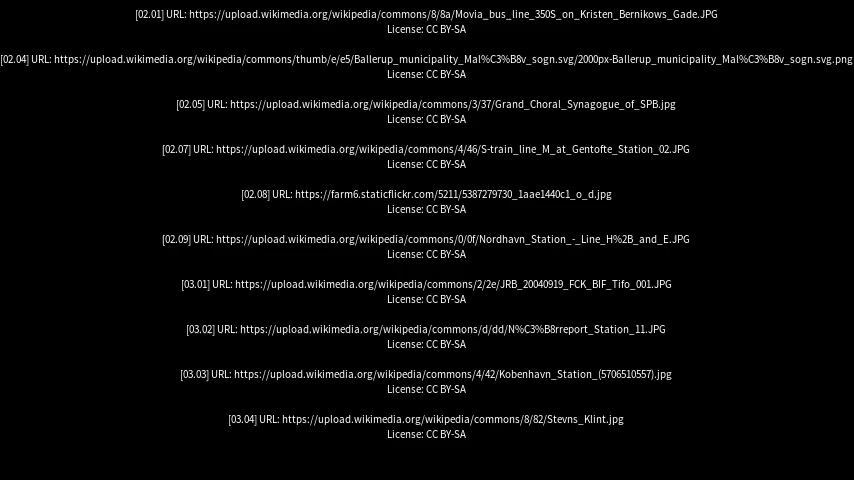 [02.01] URL: https://upload.wikimedia.org/wikipedia/commons/8/8a/Movia_bus_line_350S_on_Kristen_Bernikows_Gade.JPG
License: CC BY-SA
[02.04] URL: https://upload.wikimedia.org/wikipedia/commons/thumb/e/e5/Ballerup_municipality_Mal%C3%B8v_sogn.svg/2000px-Ballerup_municipality_Mal%C3%B8v_sogn.svg.png
License: CC BY-SA
[02.05] URL: https://upload.wikimedia.org/wikipedia/commons/3/37/Grand_Choral_Synagogue_of_SPB.jpg
License: CC BY-SA
[02.07] URL: https://upload.wikimedia.org/wikipedia/commons/4/46/S-train_line_M_at_Gentofte_Station_02.JPG
License: CC BY-SA
[02.08] URL: https://farm6.staticflickr.com/5211/5387279730_1aae1440c1_o_d.jpg
License: CC BY-SA
[02.09] URL: https://upload.wikimedia.org/wikipedia/commons/0/0f/Nordhavn_Station_-_Line_H%2B_and_E.JPG
License: CC BY-SA
[03.01] URL: https://upload.wikimedia.org/wikipedia/commons/2/2e/JRB_20040919_FCK_BIF_Tifo_001.JPG
License: CC BY-SA
[03.02] URL: https://upload.wikimedia.org/wikipedia/commons/d/dd/N%C3%B8rreport_Station_11.JPG
License: CC BY-SA
[03.03] URL: https://upload.wikimedia.org/wikipedia/commons/4/42/Kobenhavn_Station_(5706510557).jpg
License: CC BY-SA
[03.04] URL: https://upload.wikimedia.org/wikipedia/commons/8/82/Stevns_Klint.jpg
License: CC BY-SA